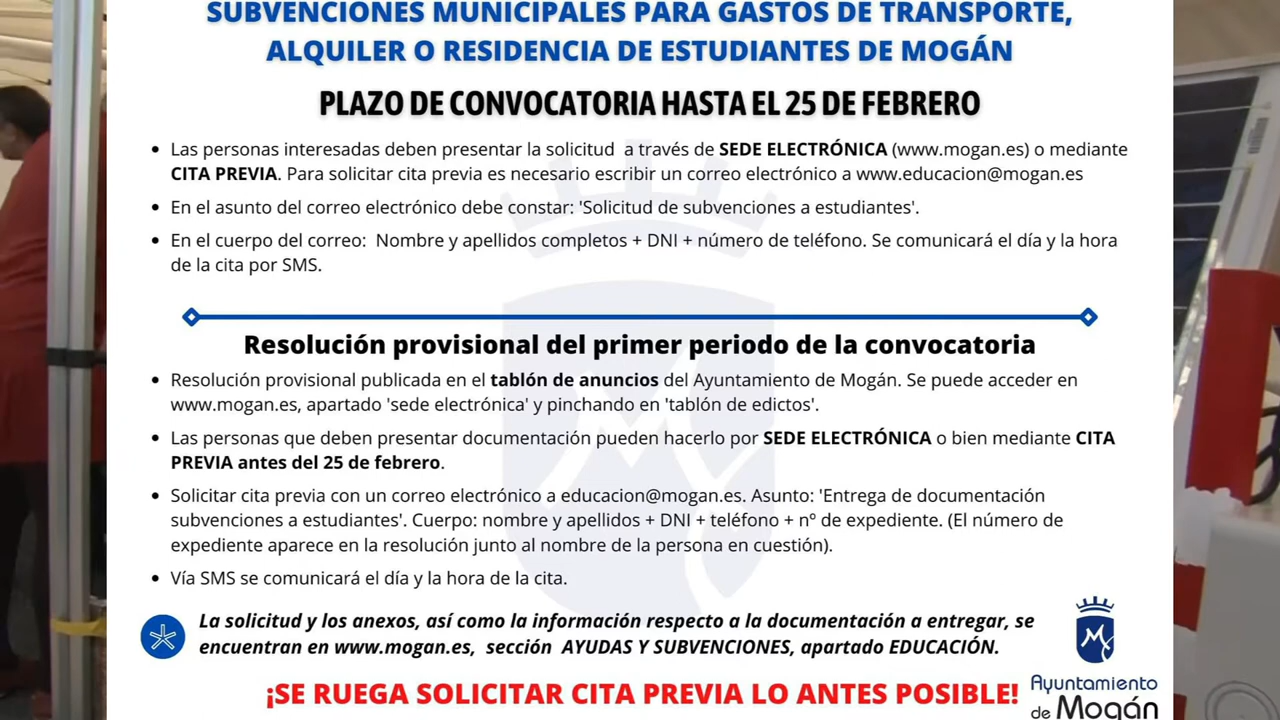 SUBVENCIONES MUNICIPALES PARA GASTOS DE TRANSPORTE,
ALQUILER O RESIDENCIA DE ESTUDIANTES DE MOGÁN
PLAZO DE CONVOCATORIA HASTA EL 25 DE FEBRERO
• Las personas interesadas deben presentar la solicitud a través de SEDE ELECTRÓNICA (www.mogan.es) o mediante
CITA PREVIA. Para solicitar cita previa es necesario escribir un correo electrónico a www.educacion@mogan.es
• En el asunto del correo electrónico debe constar: 'Solicitud de subvenciones a estudiantes'.
• En el cuerpo del correo: Nombre y apellidos completos + DNI + número de teléfono. Se comunicará el día y la hora
de la cita por SMS.
Resolución provisional del primer periodo de la convocatoria
• Resolución provisional publicada en el tablón de anuncios del Ayuntamiento de Mogán. Se puede acceder en
www.mogan.es, apartado 'sede electrónica' y pinchando en 'tablón de edictos'.
• Las personas que deben presentar documentación pueden hacerlo por SEDE ELECTRÓNICA o bien mediante CITA
PREVIA antes del 25 de febrero.
• Solicitar cita previa con un correo electrónico a educacion@mogan.es. Asunto: 'Entrega de documentación
subvenciones a estudiantes'. Cuerpo: nombre y apellidos + DNI + teléfono + nº de expediente. (El número de
expediente aparece en la resolución junto al nombre de la persona en cuestión).
• Vía SMS se comunicará el día y la hora de la cita.
La solicitud y los anexos, así como la información respecto a la documentación a entregar, se
encuentran en www.mogan.es, sección AYUDAS Y SUBVENCIONES, apartado EDUCACIÓN.
¡SE RUEGA SOLICITAR CITA PREVIA LO ANTES POSIBLE!
Ayuntamiento
de Mogán